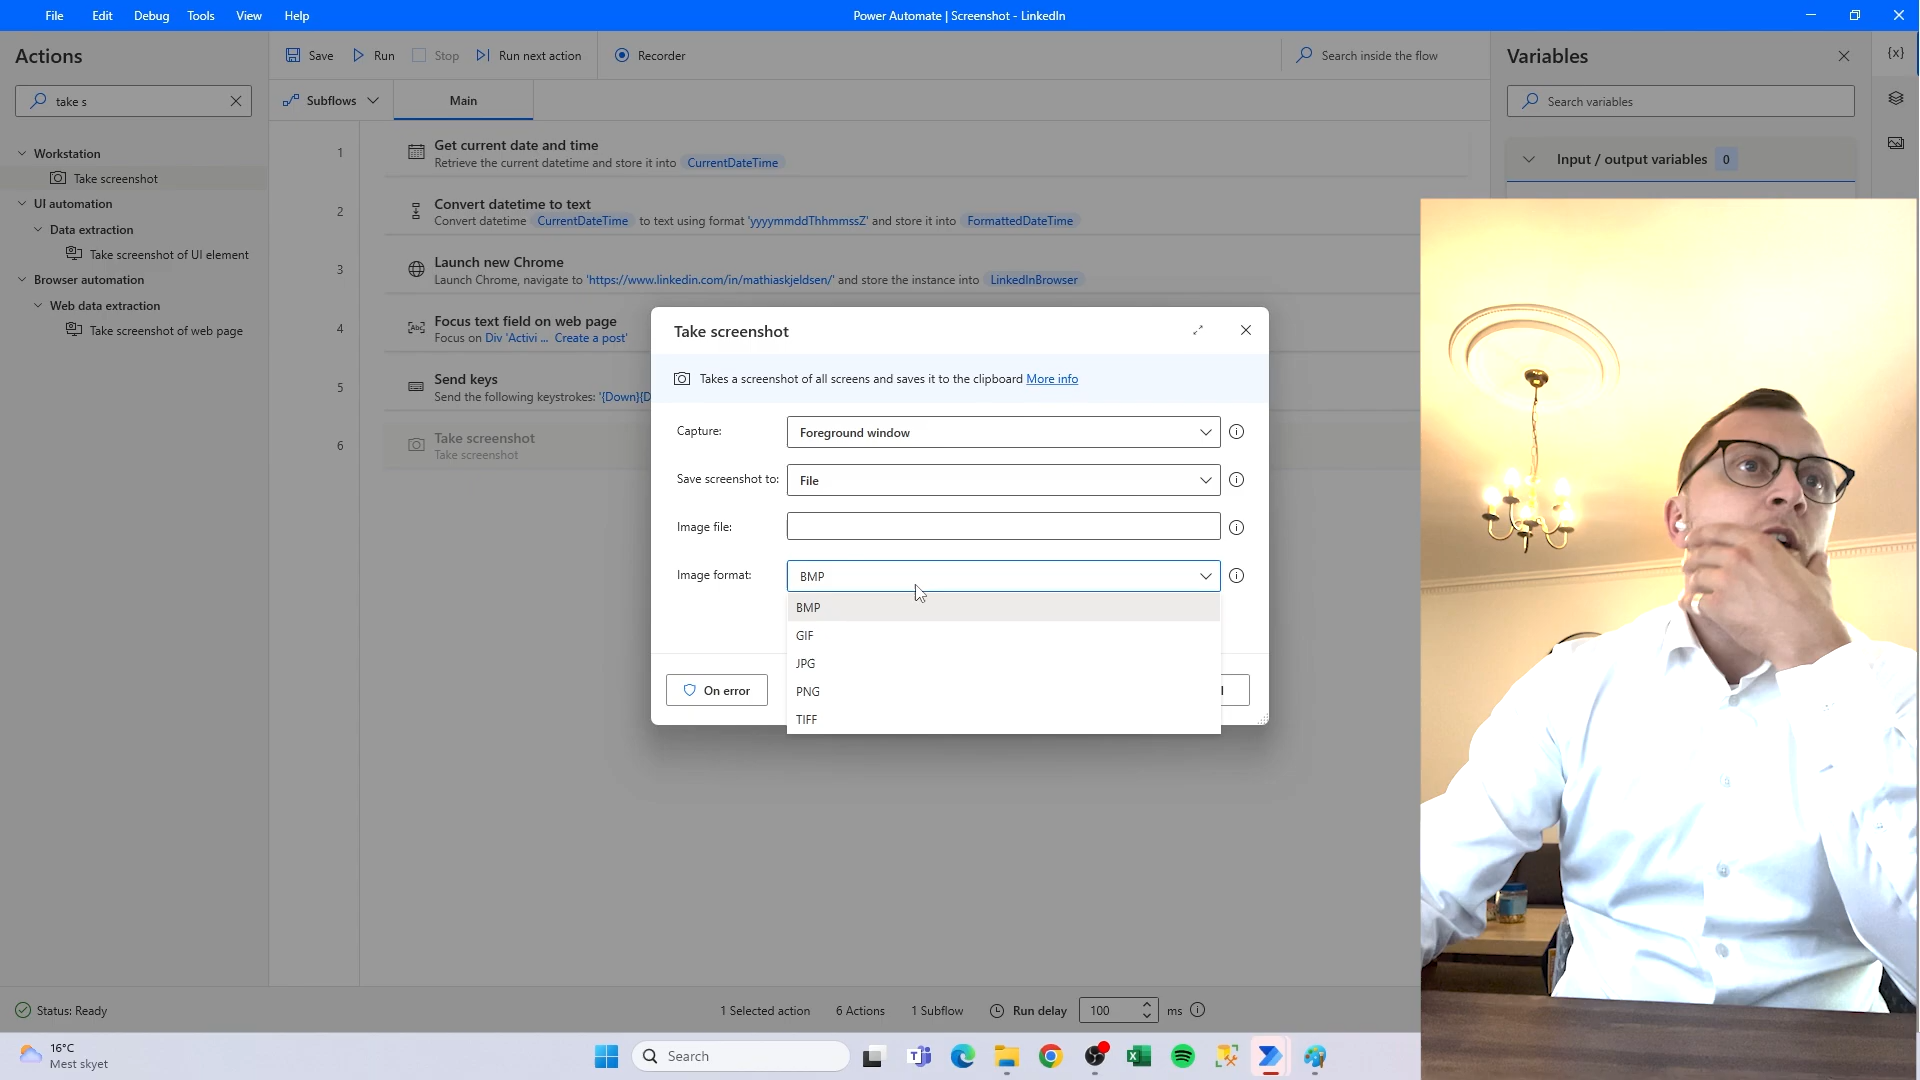 File Edit Debug Tools View Help
Power Automate | Screenshot - LinkedIn
Actions
take s
Workstation
Take screenshot
UI automation
Data extraction
Take screenshot of UI element
Browser automation
Web data extraction
Take screenshot of web page
Save Run Stop Run next action Recorder
Search inside the flow
Subflows Main
1 Get current date and time
Retrieve the current datetime and store it into CurrentDateTime
2 Convert datetime to text
Convert datetime CurrentDateTime to text using format 'yyyymmddThhmmssZ' and store it into FormattedDateTime
3 Launch new Chrome
Launch Chrome, navigate to 'https://www.linkedin.com/in/mathiaskjeldsen/' and store the instance into LinkedInBrowser
4 Focus text field on web page
Focus on Div 'Activi ... Create a post'
5 Send keys
Send the following keystrokes: '{Down}{D
6 Take screenshot
Take screenshot
Variables
{x}
Search variables
Input / output variables 0
Take screenshot
Takes a screenshot of all screens and saves it to the clipboard More info
Capture: Foreground window
Save screenshot to: File
Image file:
Image format: BMP
BMP
GIF
JPG
PNG
TIFF
On error
Status: Ready
1 Selected action 6 Actions 1 Subflow Run delay 100 ms
16°C
Mest skyet
Search